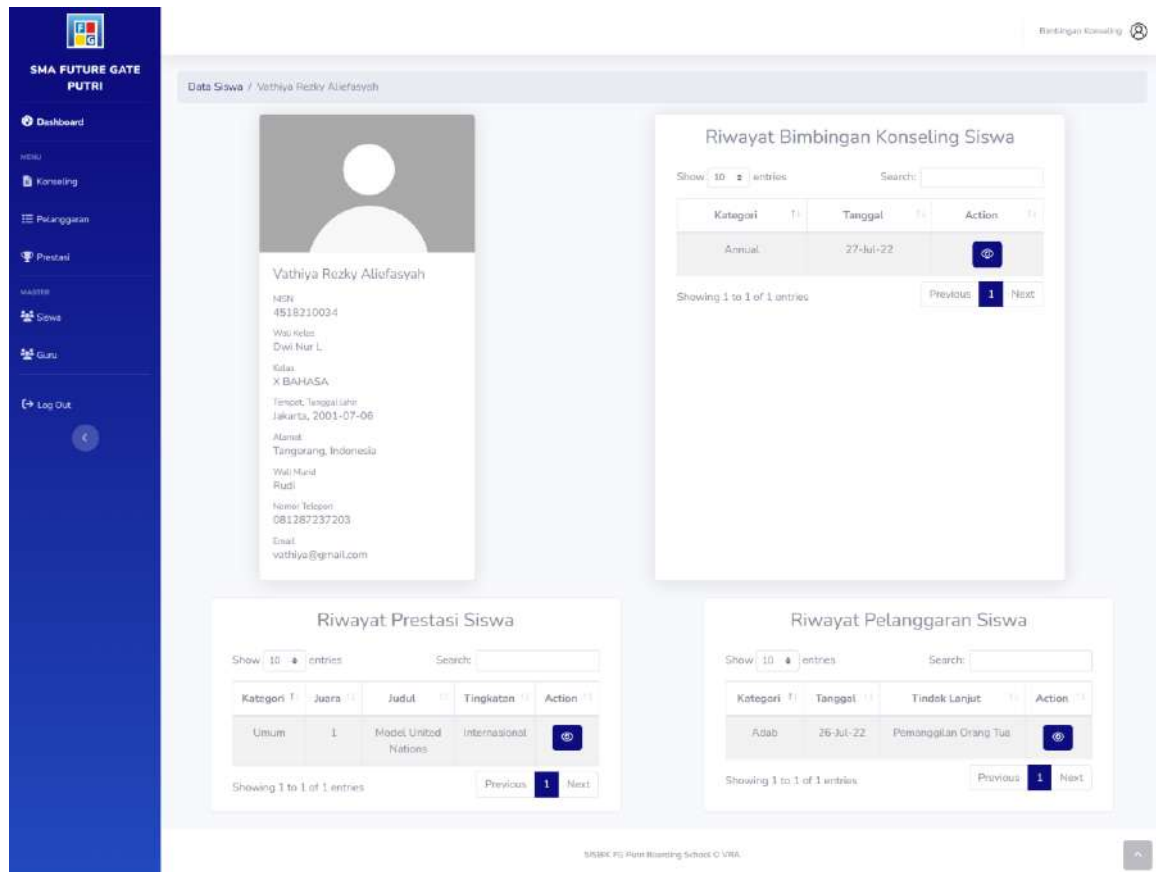 F
G
SMA FUTURE GATE
PUTRI
Dashboard
MENU
Konseling
Pelanggaran
Prestasi
MASTER
Siswa
Guru
Log Out
Bimbingan Konseling
Data Siswa / Vathiya Rezky Aliefasyah
Vathiya Rezky Aliefasyah
NISN
4518210034
Wali Kelas
Dwi Nur L
Kelas
X BAHASA
Tempat, Tanggal lahir
Jakarta, 2001-07-06
Alamat
Tangerang, Indonesia
Wali Murid
Rudi
Nomor Telepon
081287237203
Email
vathiya@gmail.com
Riwayat Bimbingan Konseling Siswa
Show 10 entries Search:
Kategori Tanggal Action
Annual 27-Jul-22
Showing 1 to 1 of 1 entries
Previous 1 Next
Riwayat Prestasi Siswa
Show 10 entries Search:
Kategori Juara Judul Tingkatan Action
Umum 1 Model United Internasional
Nations
Showing 1 to 1 of 1 entries
Previous 1 Next
Riwayat Pelanggaran Siswa
Show 10 entries Search:
Kategori Tanggal Tindak Lanjut Action
Adab 26-Jul-22 Pemanggilan Orang Tua
Showing 1 to 1 of 1 entries
Previous 1 Next
FG Putri Boarding School © VRA